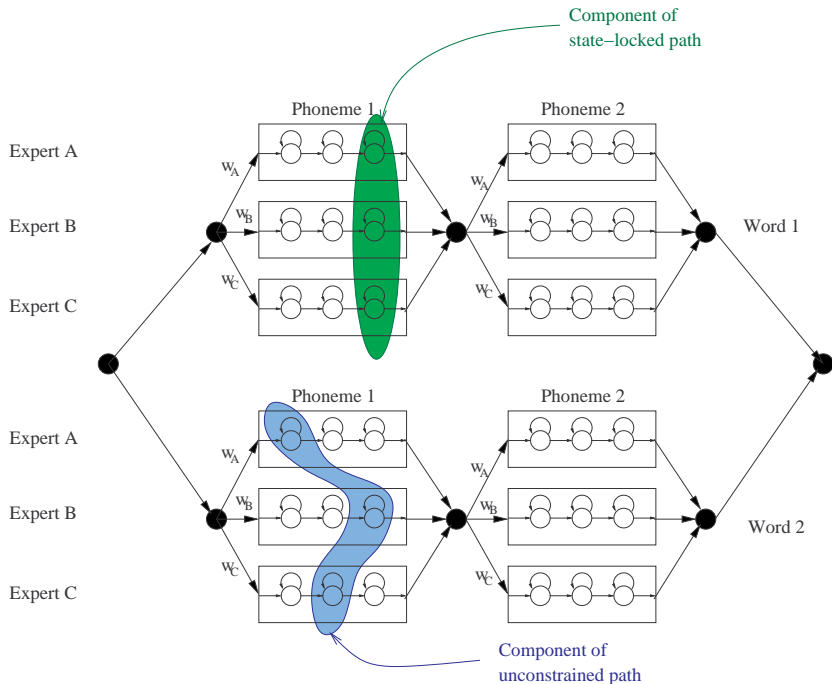 Component of
state−locked path
Phoneme 1
Phoneme 2
Expert A
w_A
w_A
Expert B
w_B
w_B
Word 1
w_C
w_C
Expert C
Phoneme 1
Phoneme 2
Expert A
w_A
w_A
Expert B
w_B
w_B
Word 2
w_C
w_C
Expert C
Component of
unconstrained path